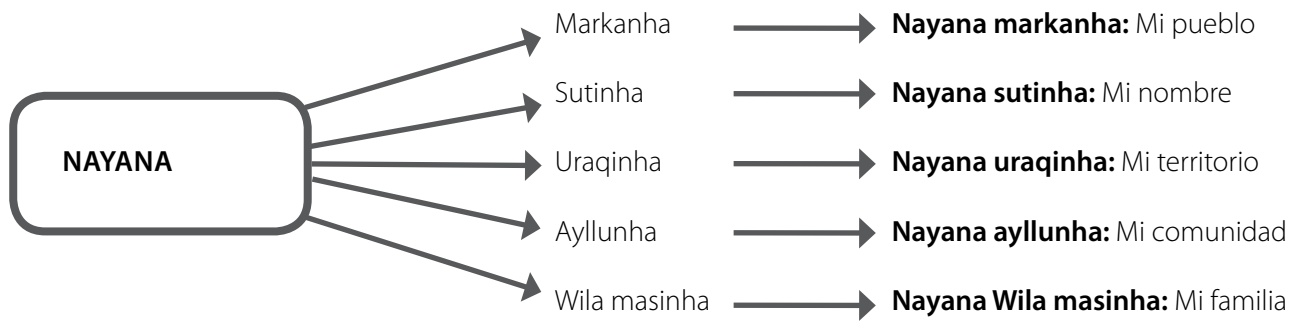 NAYANA
Markanha Nayana markanha: Mi pueblo
Sutinha Nayana sutinha: Mi nombre
Uraqinha Nayana uraqinha: Mi territorio
Ayllunha Nayana ayllunha: Mi comunidad
Wila masinha Nayana Wila masinha: Mi familia